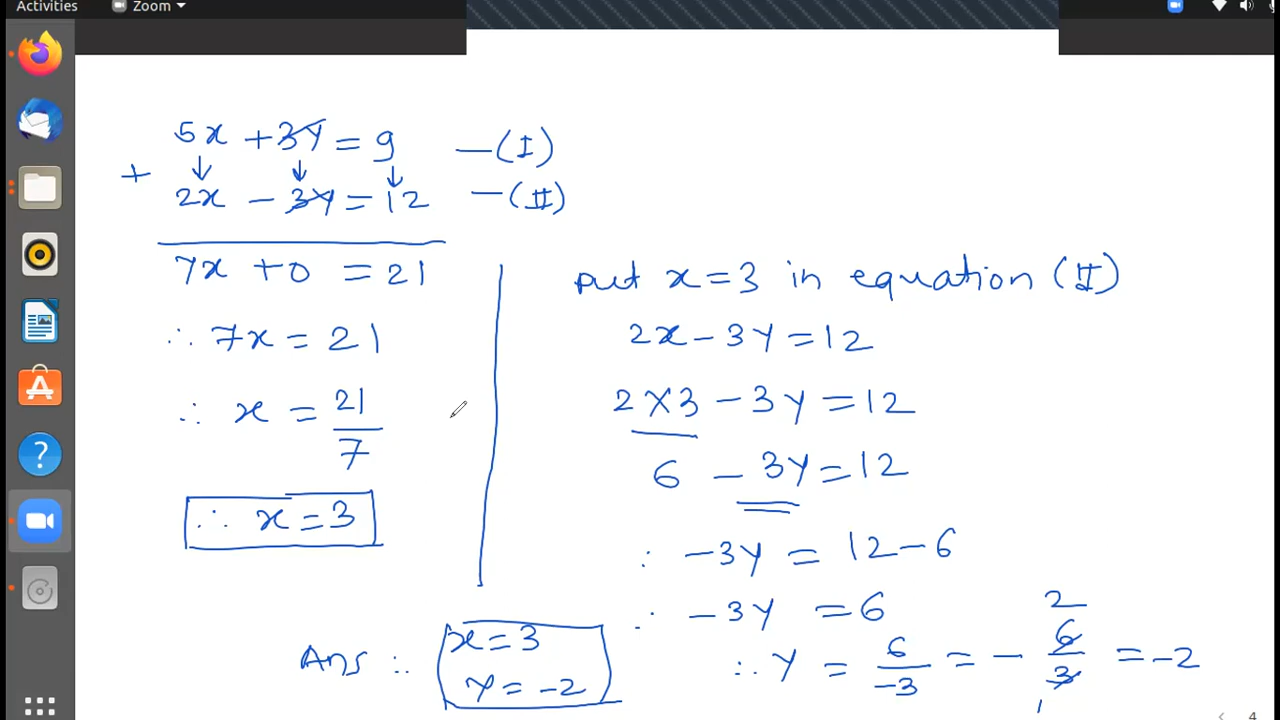 Activities Zoom
5x + 3y = 9 —(I)
+
2x - 3y = 12 —(II)
7x + 0 = 21
∴ 7x = 21
∴ x = 21/7
∴ x = 3
put x = 3 in equation (II)
2x - 3y = 12
2 × 3 - 3y = 12
6 - 3y = 12
∴ -3y = 12 - 6
∴ -3y = 6
∴ y = 6/-3 = - 6/3 = -2
2
1
Ans ∴ x = 3
y = -2
4